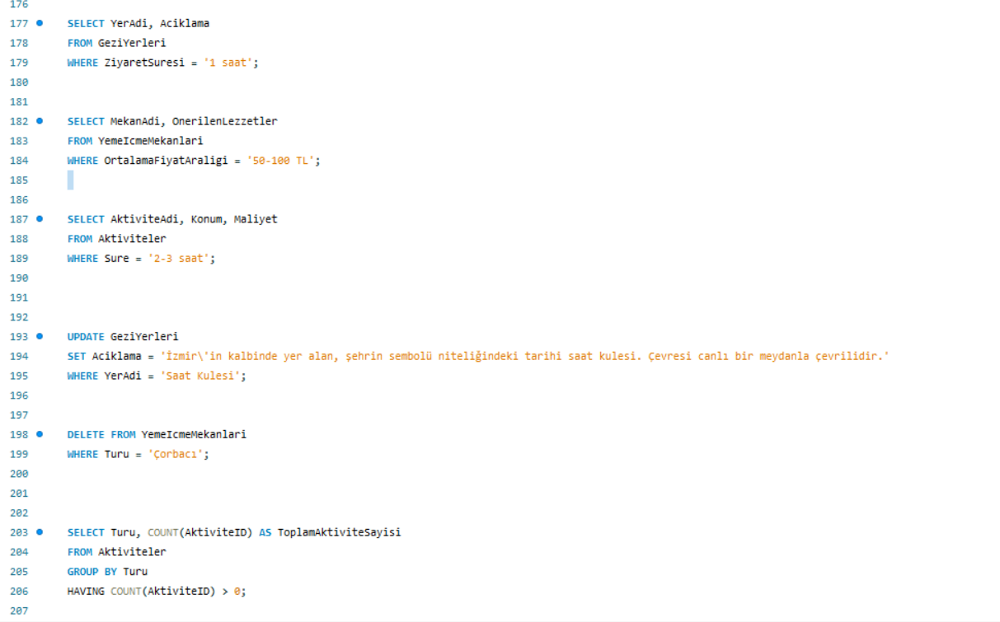 176
177 SELECT YerAdi, Aciklama
178 FROM GeziYerleri
179 WHERE ZiyaretSuresi = '1 saat';
180
181
182 SELECT MekanAdi, OnerilenLezzetler
183 FROM YemeIcmeMekanlari
184 WHERE OrtalamaFiyatAraligi = '50-100 TL';
185
186
187 SELECT AktiviteAdi, Konum, Maliyet
188 FROM Aktiviteler
189 WHERE Sure = '2-3 saat';
190
191
192
193 UPDATE GeziYerleri
194 SET Aciklama = 'İzmir\'in kalbinde yer alan, şehrin sembolü niteliğindeki tarihi saat kulesi. Çevresi canlı bir meydanla çevrilidir.'
195 WHERE YerAdi = 'Saat Kulesi';
196
197
198 DELETE FROM YemeIcmeMekanlari
199 WHERE Turu = 'Çorbacı';
200
201
202
203 SELECT Turu, COUNT(AktiviteID) AS ToplamAktiviteSayisi
204 FROM Aktiviteler
205 GROUP BY Turu
206 HAVING COUNT(AktiviteID) > 0;
207